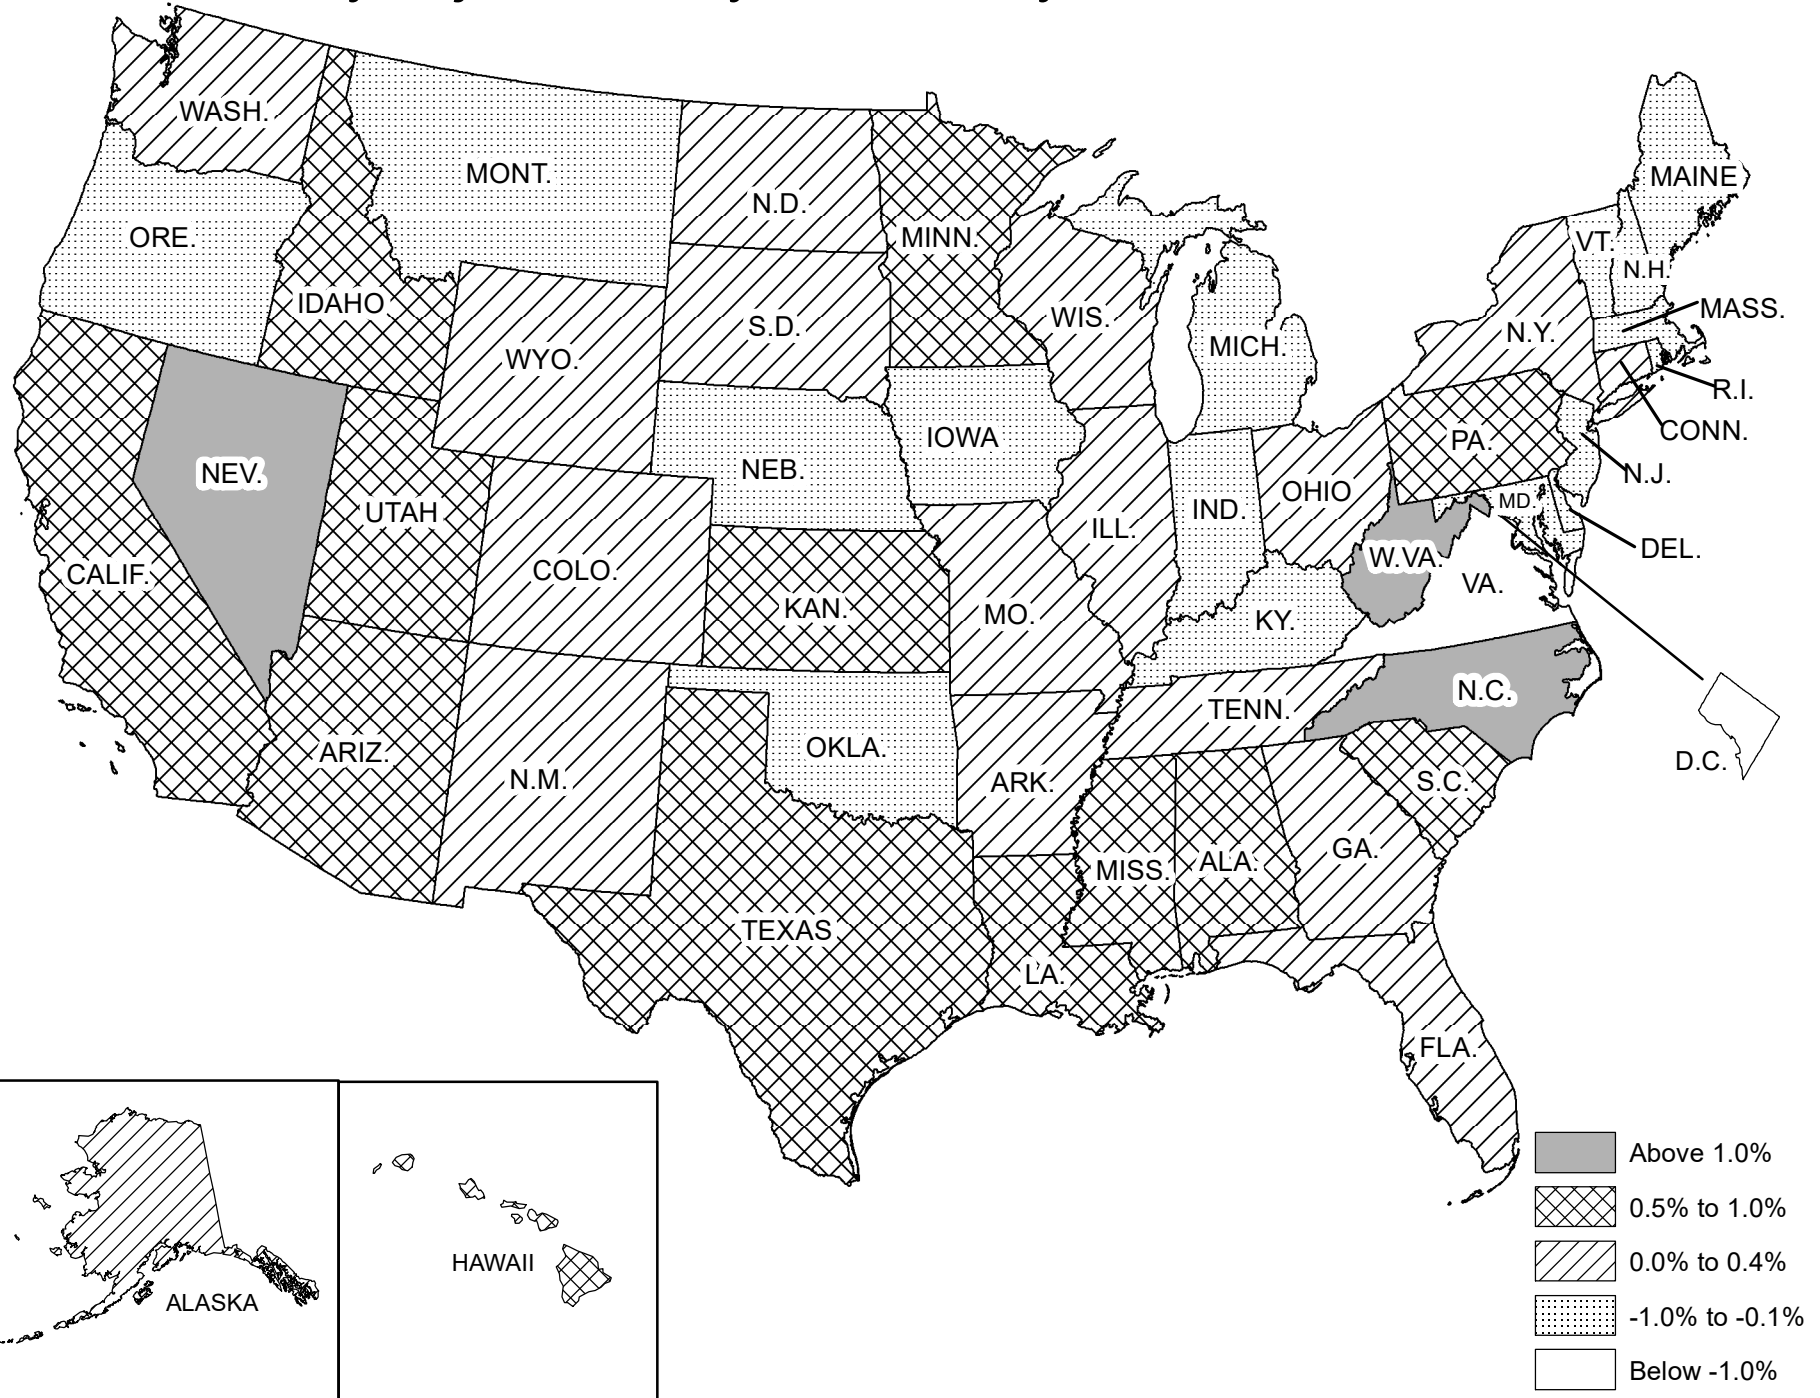 WASH.
MONT.
N.D.
MINN.
MAINE
ORE.
VT.
N.H.
IDAHO
MASS.
WIS.
S.D.
N.Y.
MICH.
WYO.
R.I.
CONN.
IOWA
PA.
NEB.
NEV.
N.J.
OHIO
MD.
IND.
UTAH
ILL.
DEL.
W.VA.
VA.
COLO.
CALIF.
KAN.
MO.
KY.
N.C.
TENN.
OKLA.
ARIZ.
D.C.
N.M.
ARK.
S.C.
GA.
ALA.
MISS.
TEXAS
LA.
FLA.
HAWAII
ALASKA
Above 1.0%
0.5% to 1.0%
0.0% to 0.4%
-1.0% to -0.1%
Below -1.0%